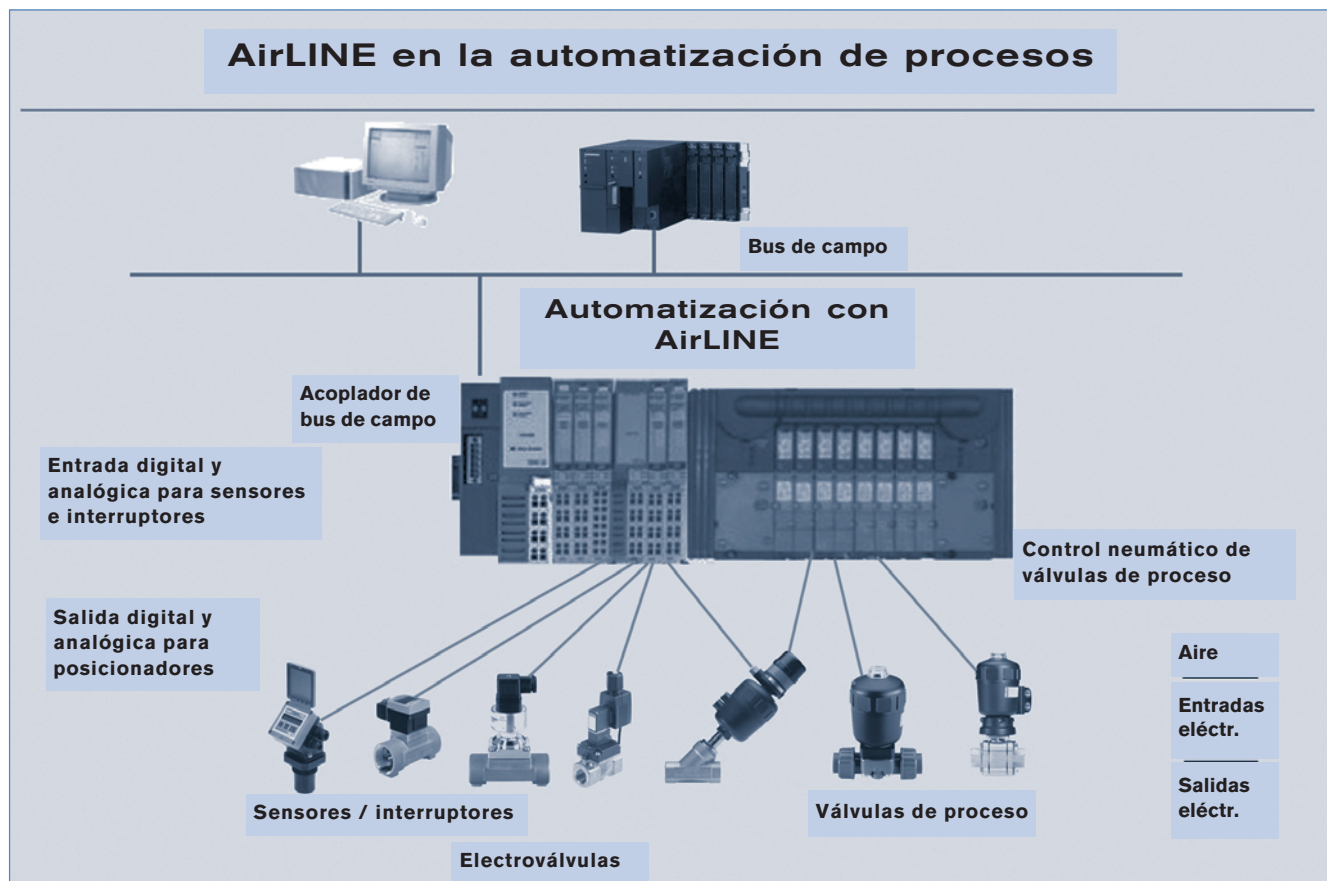 AirLINE en la automatización de procesos
Bus de campo
Automatización con
AirLINE
Acoplador de
bus de campo
Entrada digital y
analógica para sensores
e interruptores
Control neumático de
válvulas de proceso
Salida digital y
analógica para
posicionadores
Aire
Entradas
eléctr.
Salidas
eléctr.
Sensores / interruptores
Válvulas de proceso
Electroválvulas